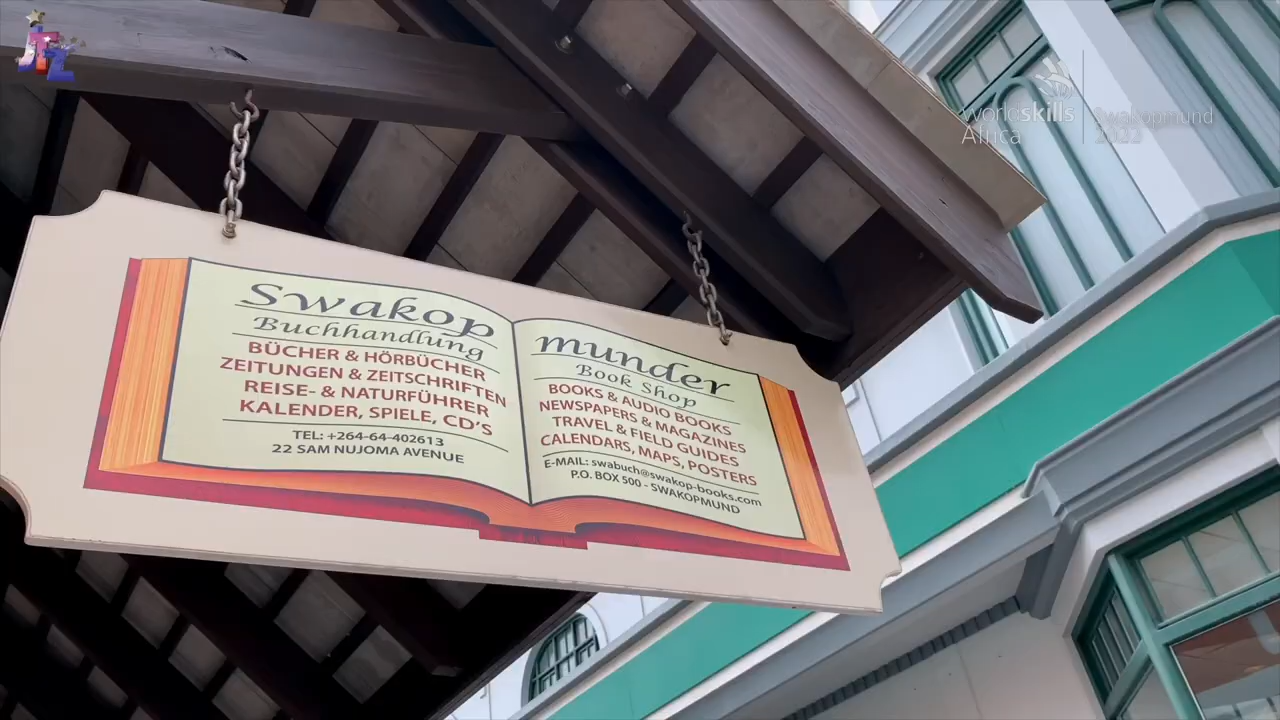 worldskills
Africa
Swakopmund
2022
Swakop
Buchhandlung
BÜCHER & HÖRBÜCHER
ZEITUNGEN & ZEITSCHRIFTEN
REISE- & NATURFÜHRER
KALENDER, SPIELE, CD'S
TEL: +264-64-402613
22 SAM NUJOMA AVENUE
munder
Book Shop
BOOKS & AUDIO BOOKS
NEWSPAPERS & MAGAZINES
TRAVEL & FIELD GUIDES
CALENDARS, MAPS, POSTERS
E-MAIL: swabuch@swakop-books.com
P.O. BOX 500 - SWAKOPMUND